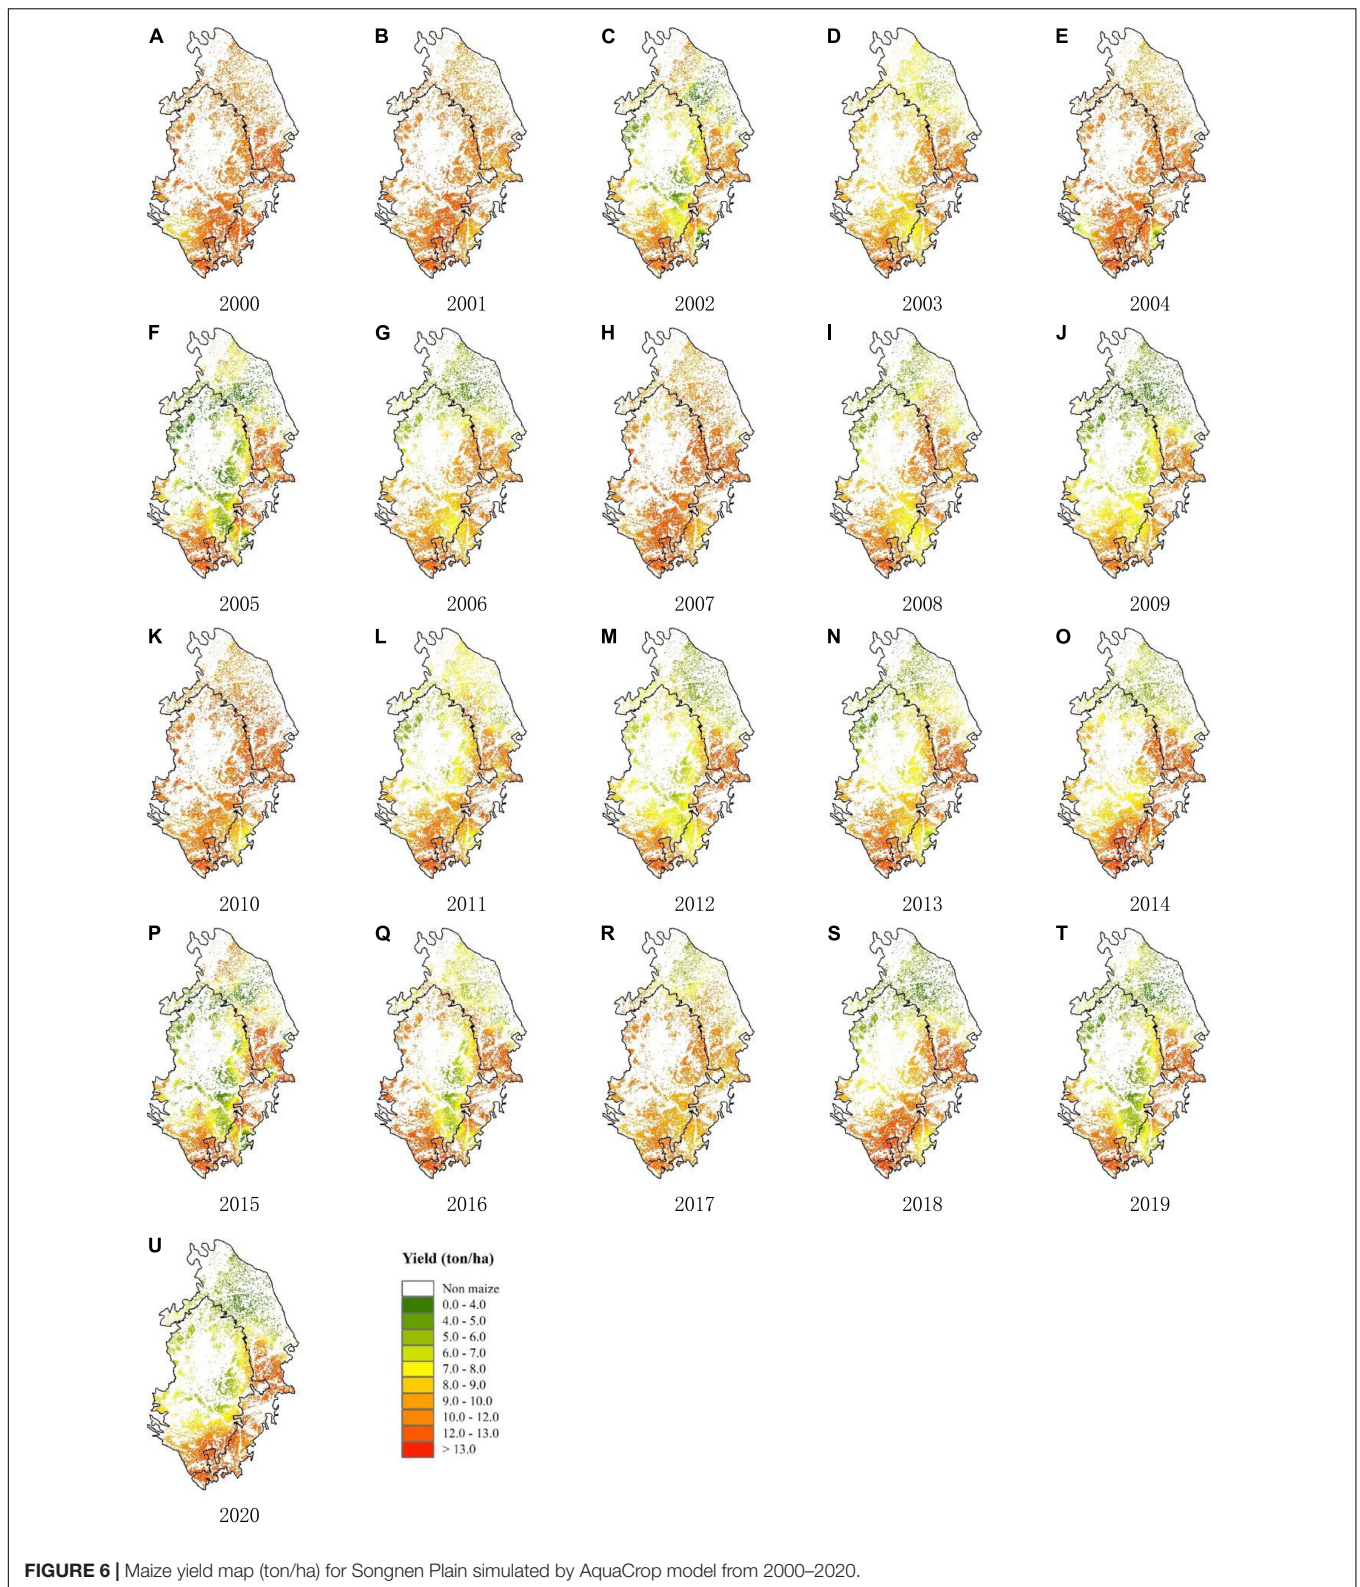 A B C D E
2000 2001 2002 2003 2004
F G H I J
2005 2006 2007 2008 2009
K L M N O
2010 2011 2012 2013 2014
P Q R S T
2015 2016 2017 2018 2019
U
Yield (ton/ha)
Non maize
0.0 - 4.0
4.0 - 5.0
5.0 - 6.0
6.0 - 7.0
7.0 - 8.0
8.0 - 9.0
9.0 - 10.0
10.0 - 12.0
12.0 - 13.0
> 13.0
2020
FIGURE 6 | Maize yield map (ton/ha) for Songnen Plain simulated by AquaCrop model from 2000–2020.